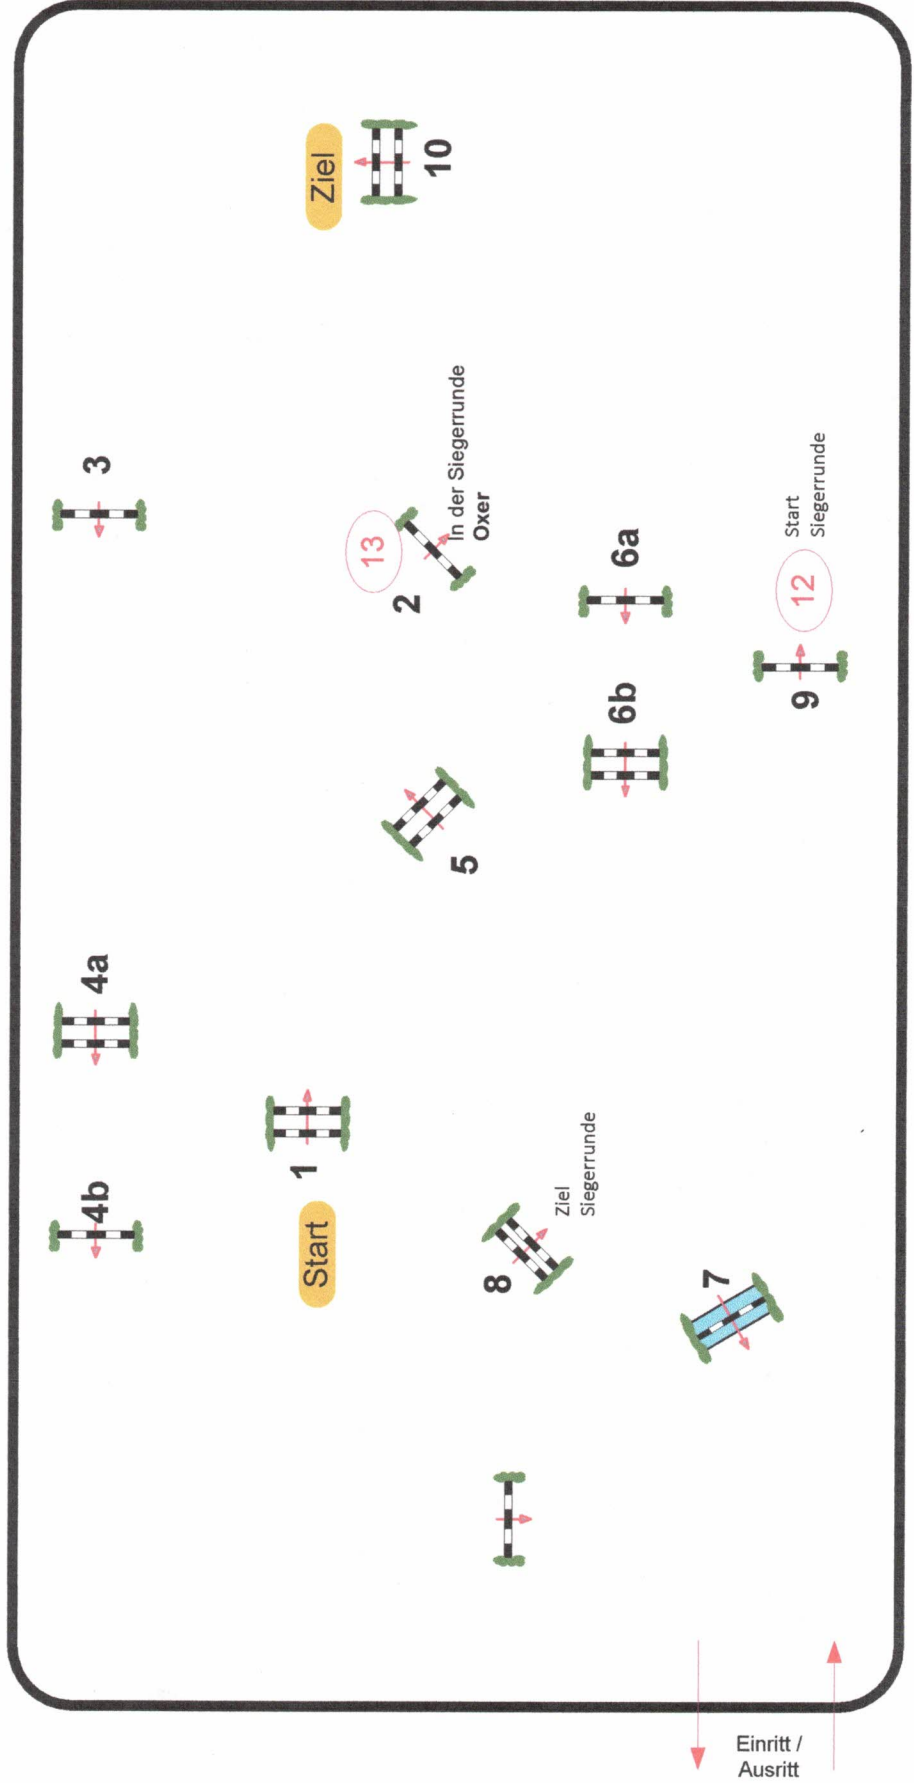 Ziel
10
3
13
2
In der Siegerrunde
Oxer
6a
Start
Siegerrunde
12
9
6b
5
4a
1
Start
4b
8
Ziel
Siegerrunde
7
Einritt /
Ausritt